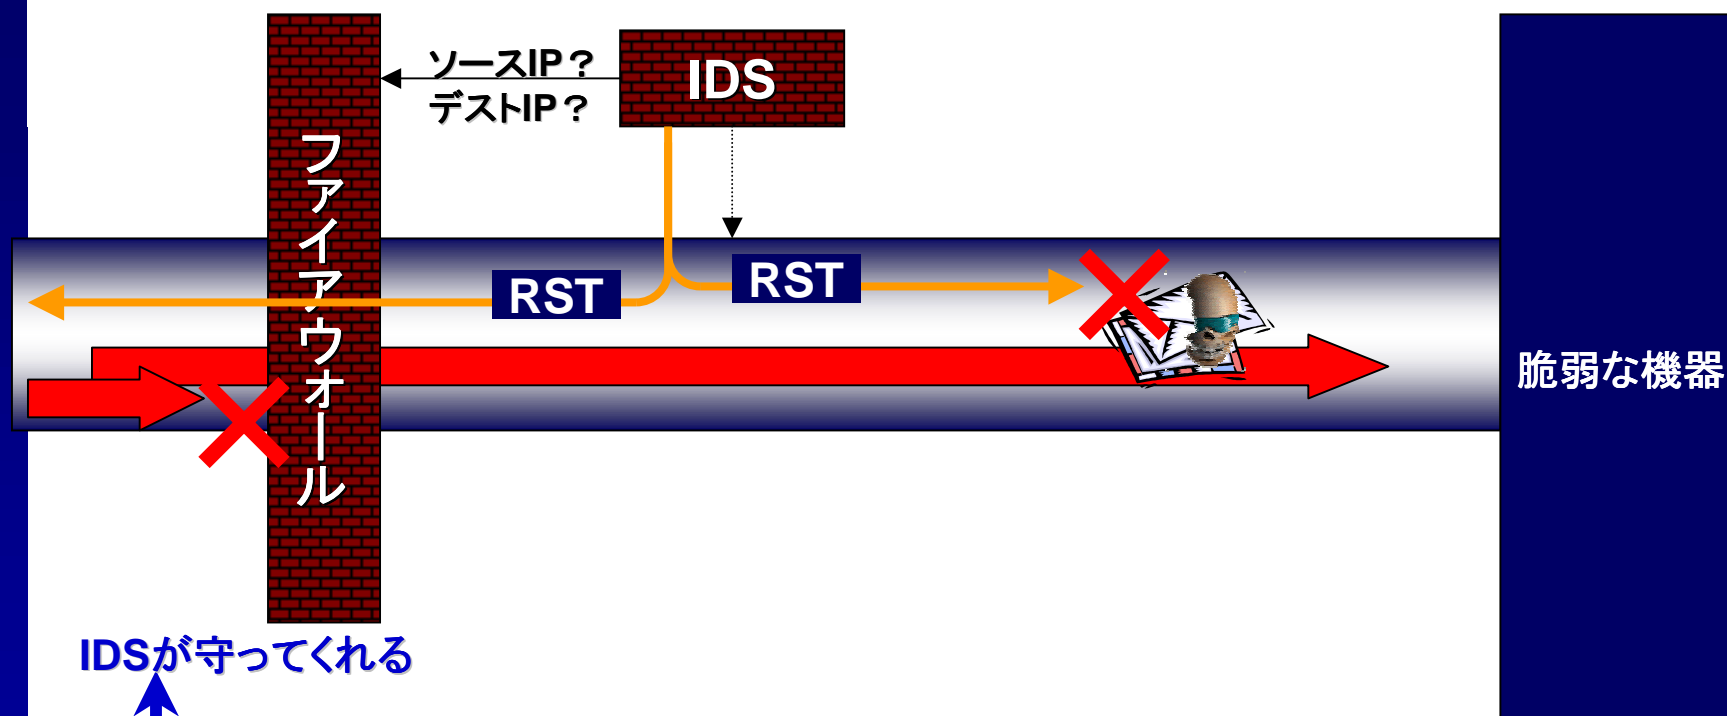 ソースIP？
デストIP？
IDS
ファイアウォール
RST
RST
脆弱な機器
IDSが守ってくれる